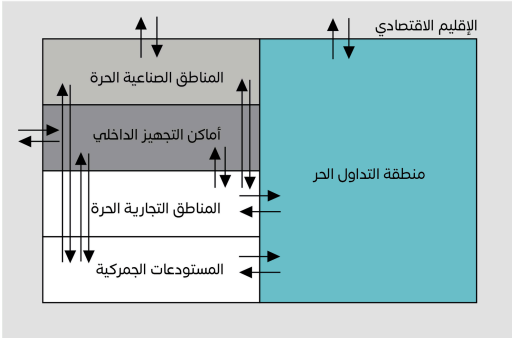 الإقليم الاقتصادي
المناطق الصناعية الحرة
أماكن التجهيز الداخلي
منطقة التداول الحر
المناطق التجارية الحرة
المستودعات الجمركية